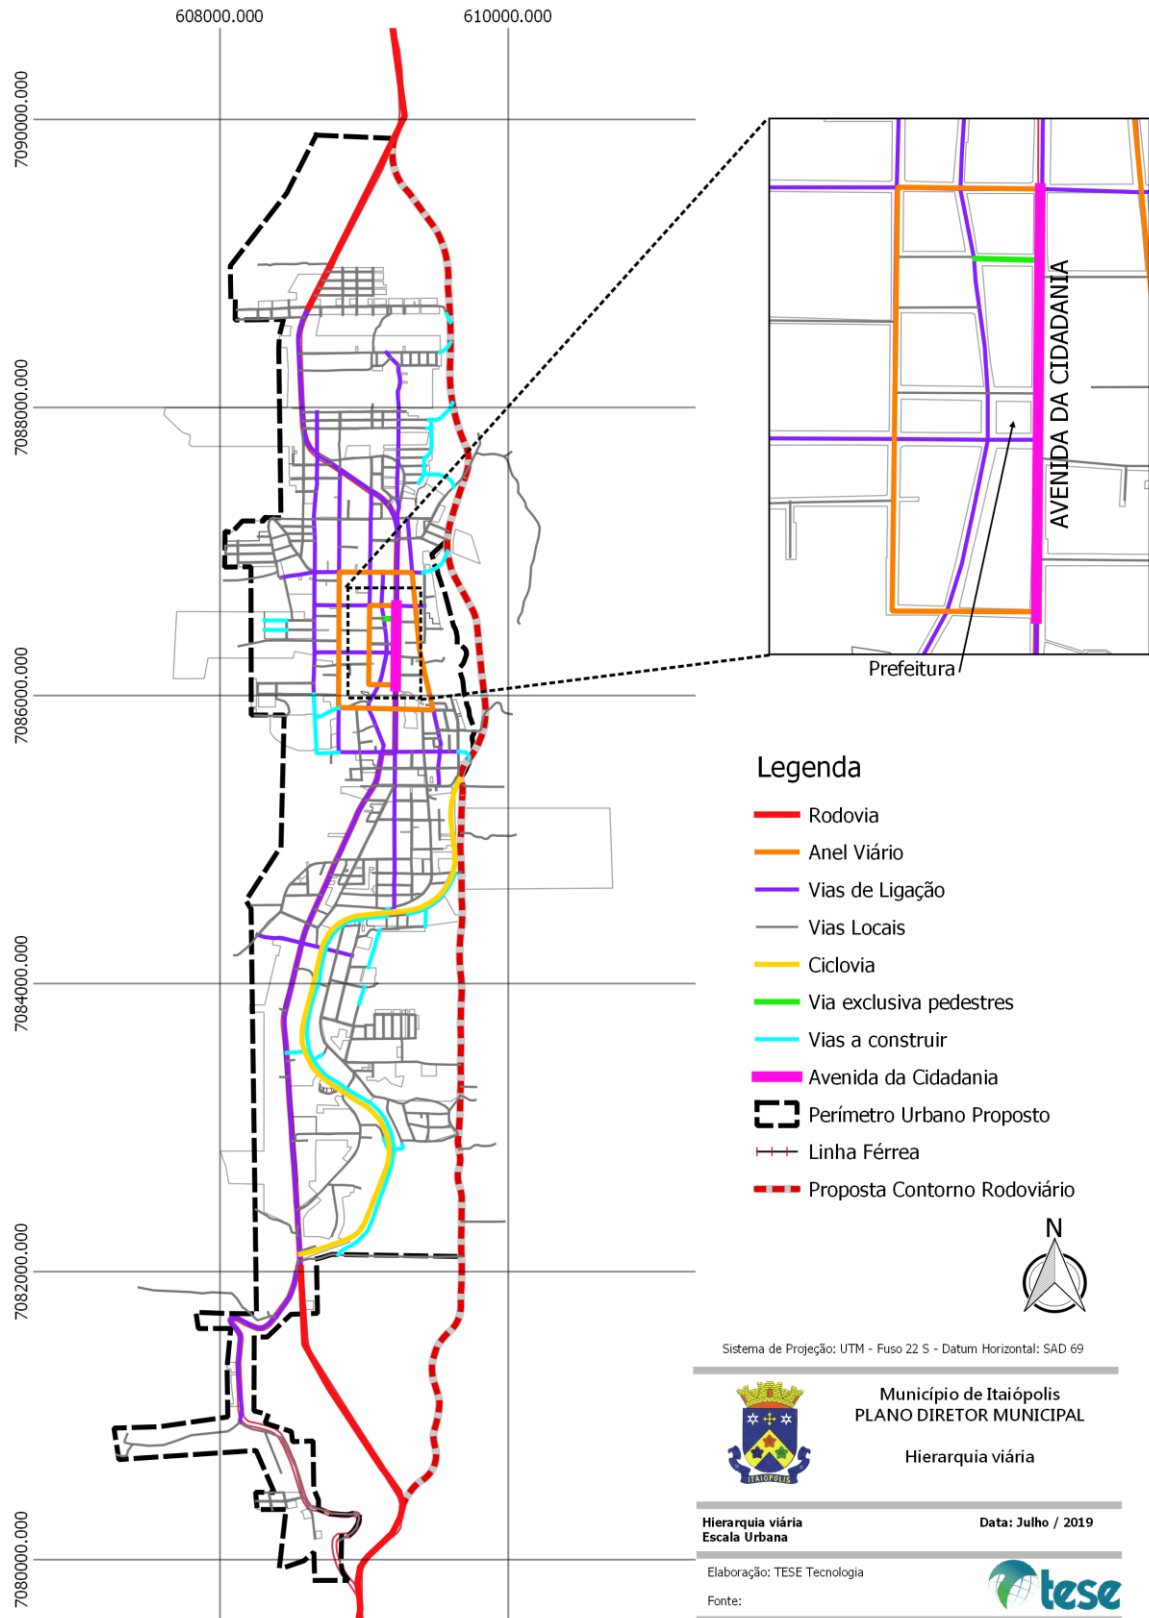 608000.000
610000.000
7090000.000
7088000.000
7086000.000
7084000.000
7082000.000
7080000.000
AVENIDA DA CIDADANIA
Prefeitura
Legenda
Rodovia
Anel Viário
Vias de Ligação
Vias Locais
Ciclovia
Via exclusiva pedestres
Vias a construir
Avenida da Cidadania
Perímetro Urbano Proposto
Linha Férrea
Proposta Contorno Rodoviário
N
Sistema de Projeção: UTM - Fuso 22 S - Datum Horizontal: SAD 69
Município de Itaiópolis
PLANO DIRETOR MUNICIPAL
Hierarquia viária
ITAIÓPOLIS
Hierarquia viária
Escala Urbana
Data: Julho / 2019
Elaboração: TESE Tecnologia
Fonte:
tese